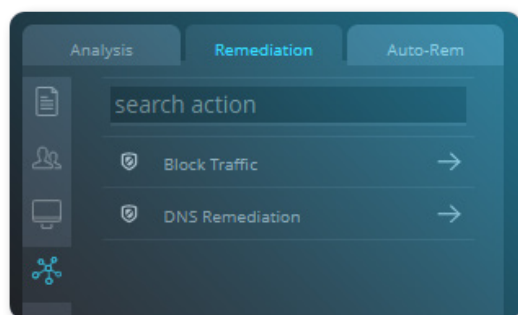 Analysis
Remediation
Auto-Rem
search action
Block Traffic
DNS Remediation